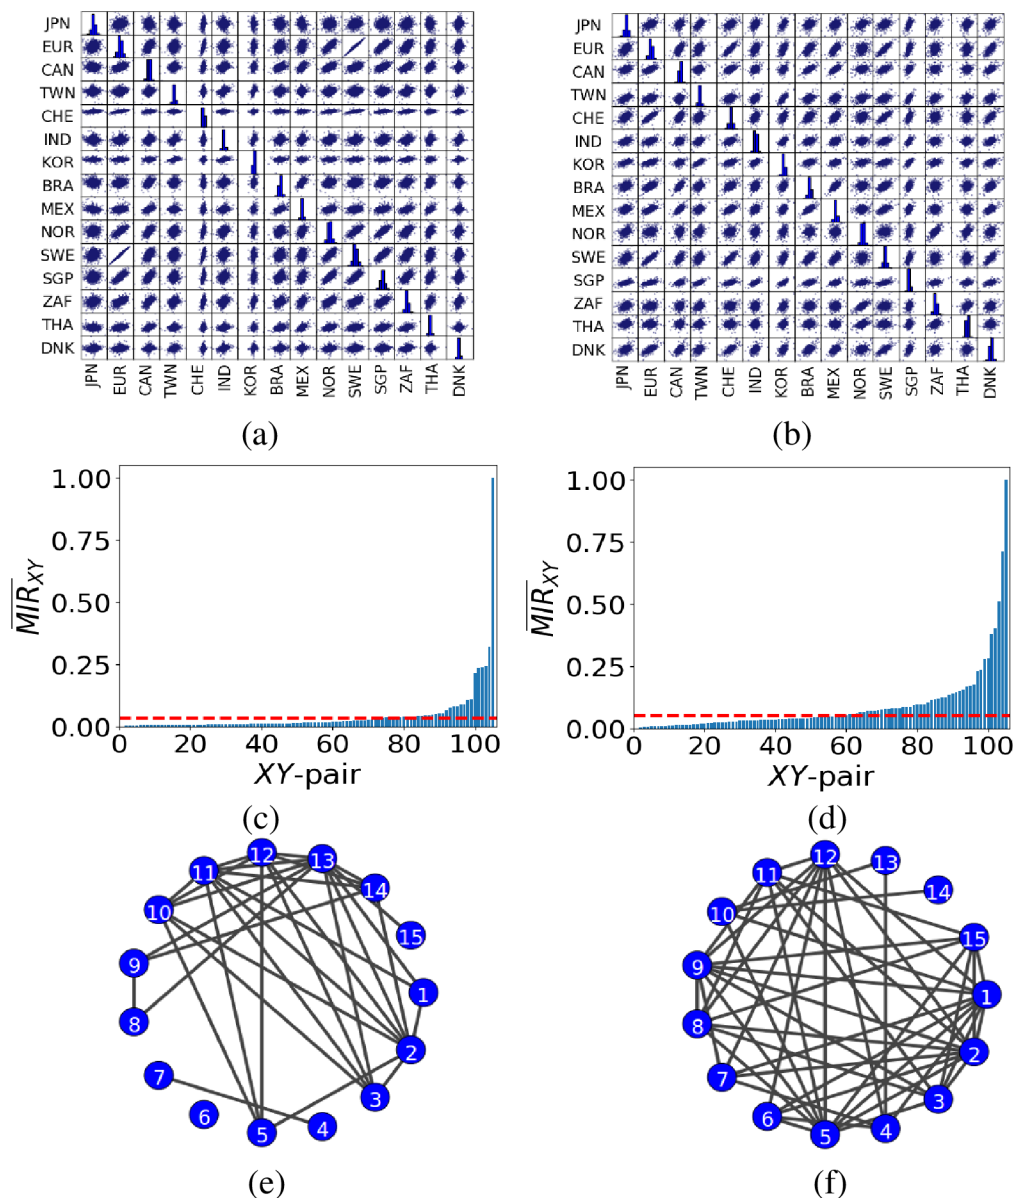 JPN
EUR
CAN
TWN
CHE
IND
KOR
BRA
MEX
NOR
SWE
SGP
ZAF
THA
DNK
JPN EUR CAN TWN CHE IND KOR BRA MEX NOR SWE SGP ZAF THA DNK
(a)
JPN
EUR
CAN
TWN
CHE
IND
KOR
BRA
MEX
NOR
SWE
SGP
ZAF
THA
DNK
JPN EUR CAN TWN CHE IND KOR BRA MEX NOR SWE SGP ZAF THA DNK
(b)
MIR_XY
1.00
0.75
0.50
0.25
0.00
0 20 40 60 80 100
XY-pair
(c)
MIR_XY
1.00
0.75
0.50
0.25
0.00
0 20 40 60 80 100
XY-pair
(d)
12
11 13
14
10
15
9
1
8
2
7
3
6
5 4
(e)
12
13
11
14
10
15
9
1
8
2
7
3
6
5 4
(f)